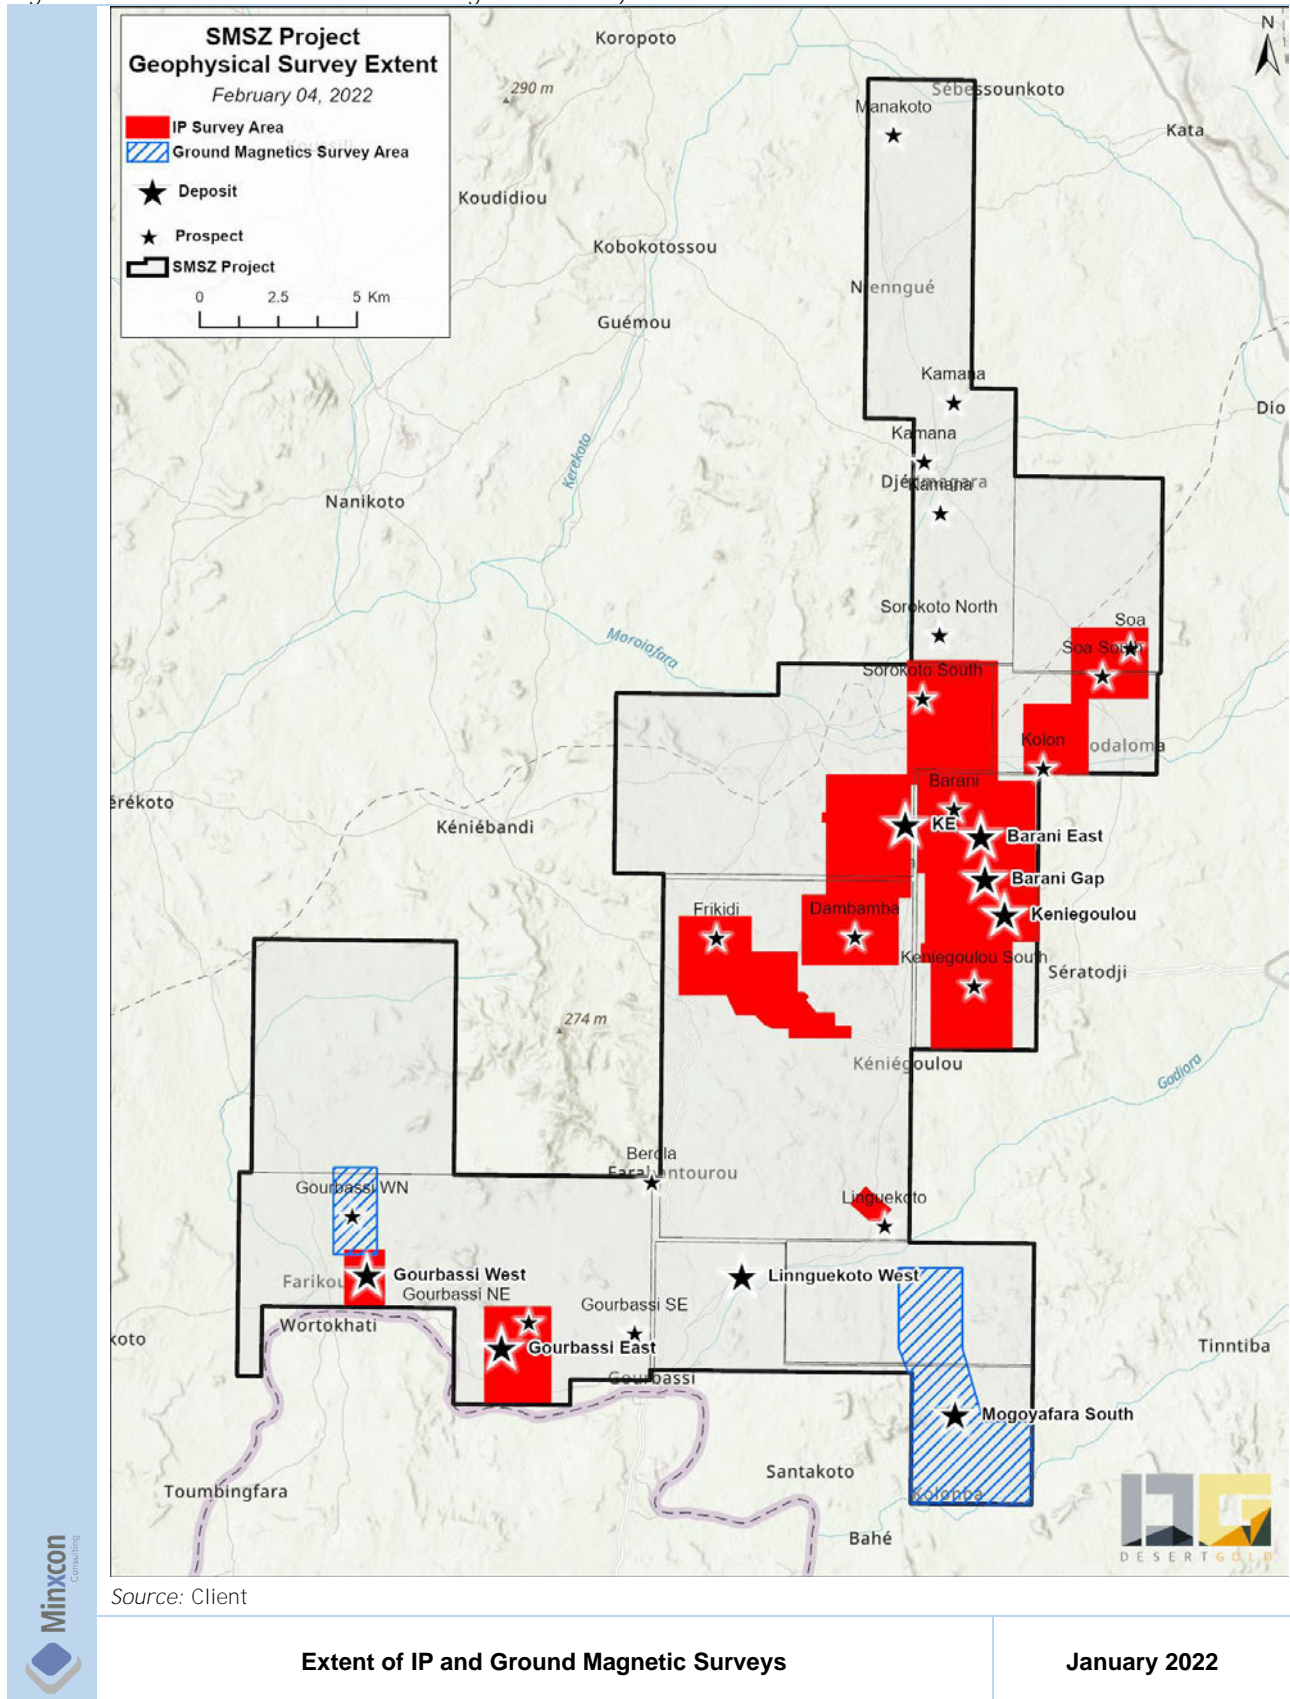 SMSZ Project
Geophysical Survey Extent
February 04, 2022
IP Survey Area
Ground Magnetics Survey Area
Deposit
Prospect
SMSZ Project
0 2.5 5 Km
N
Koropoto
290 m
Sébessounkoto
Manakoto
Kata
Koudidiou
Kobokotossou
Nienngué
Guémou
Kamana
Dio
Kamana
Kerekoto
Djédmagara
Kamana
Nanikoto
Sorokoto North
Soa
Moroiafara
Soa South
Sorokoto South
Kolon
odaloma
Barani
érékoto
Kéniébandi
KE
Barani East
Barani Gap
Frikidi
Dambamba
Keniegoulou
Keniegoulou South
Sératodji
274 m
Kéniégoulou
Gadiora
Berola
Farabantourou
Gourbassi WN
Linguekoto
Farikou
Gourbassi West
Linnguekoto West
Gourbassi NE
Gourbassi SE
Wortokhati
koto
Gourbassi East
Tinntiba
Gourbassi
Mogoyafara South
Santakoto
Toumbingfara
Kolonba
Bahé
DESERTGOLD
Minxcon
Consulting
Source: Client
Extent of IP and Ground Magnetic Surveys
January 2022